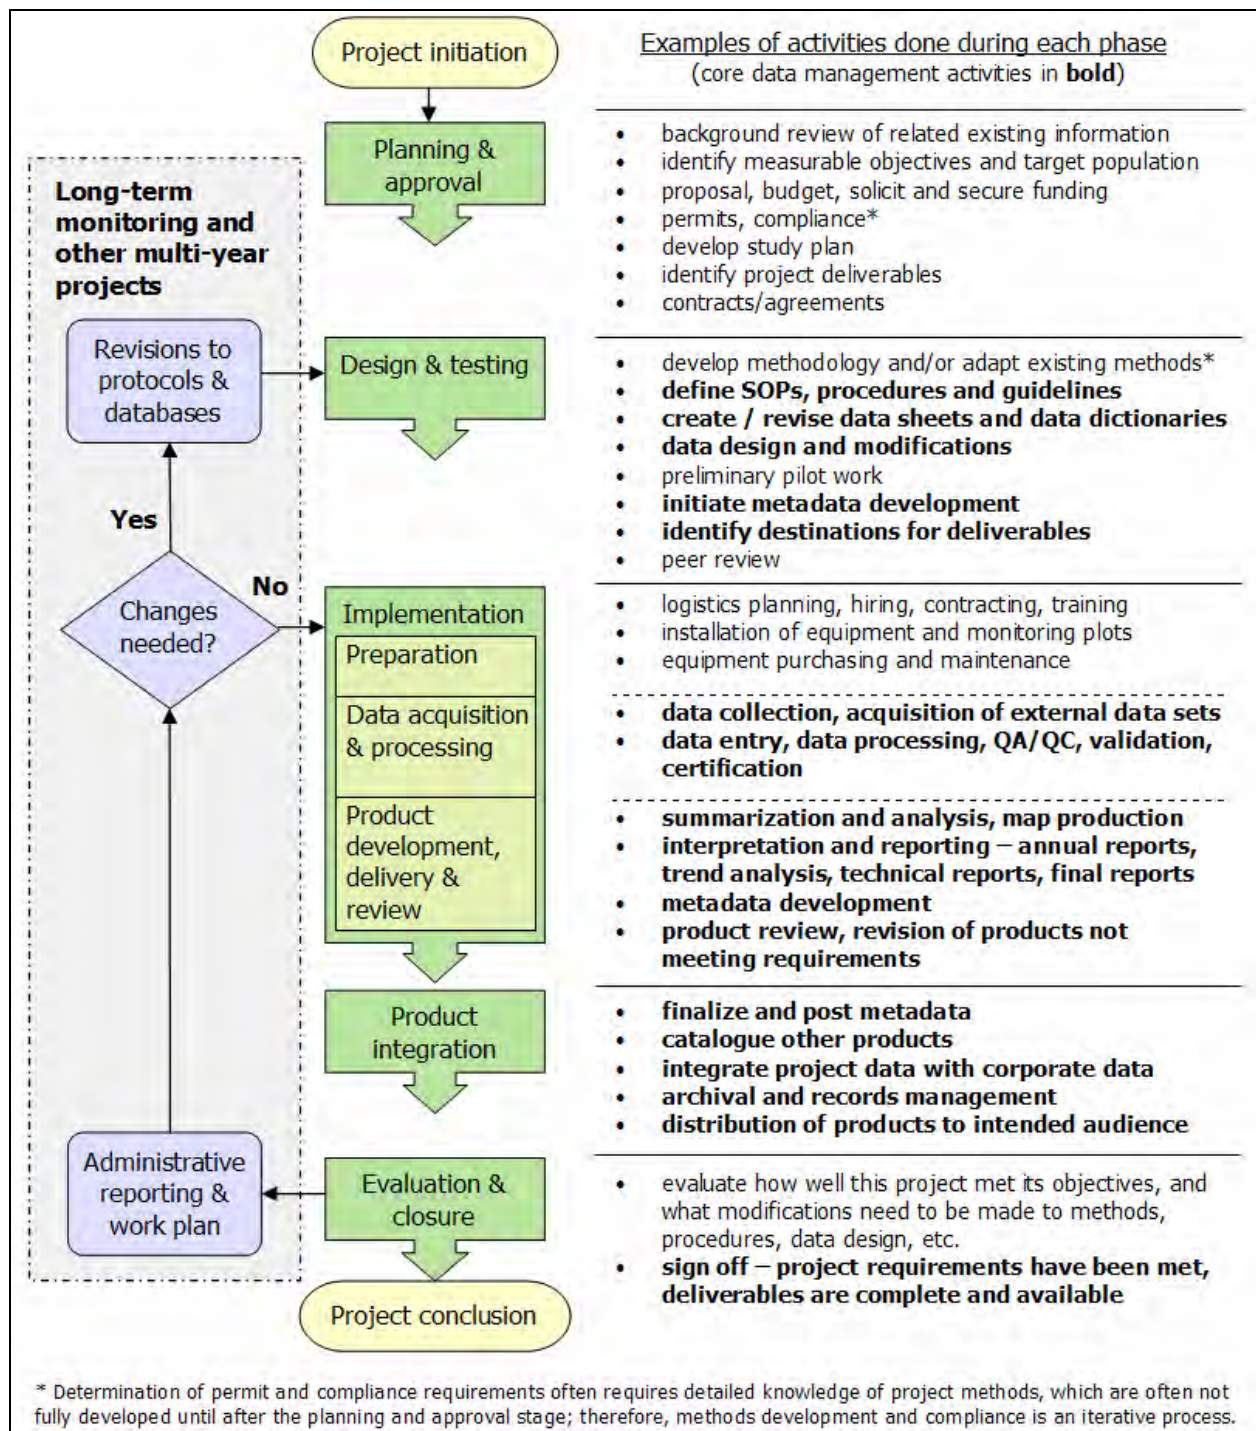 Project initiation
Examples of activities done during each phase
(core data management activities in bold)
Planning &
approval
• background review of related existing information
• identify measurable objectives and target population
• proposal, budget, solicit and secure funding
• permits, compliance*
• develop study plan
• identify project deliverables
• contracts/agreements
Long-term
monitoring and
other multi-year
projects
Revisions to
protocols &
databases
Design & testing
• develop methodology and/or adapt existing methods*
• define SOPs, procedures and guidelines
• create / revise data sheets and data dictionaries
• data design and modifications
• preliminary pilot work
• initiate metadata development
• identify destinations for deliverables
• peer review
Yes
No
Changes
needed?
Implementation
Preparation
• logistics planning, hiring, contracting, training
• installation of equipment and monitoring plots
• equipment purchasing and maintenance
Data acquisition
& processing
• data collection, acquisition of external data sets
• data entry, data processing, QA/QC, validation,
certification
Product
development,
delivery &
review
• summarization and analysis, map production
• interpretation and reporting – annual reports,
trend analysis, technical reports, final reports
• metadata development
• product review, revision of products not
meeting requirements
Product
integration
• finalize and post metadata
• catalogue other products
• integrate project data with corporate data
• archival and records management
• distribution of products to intended audience
Administrative
reporting &
work plan
Evaluation &
closure
• evaluate how well this project met its objectives, and
what modifications need to be made to methods,
procedures, data design, etc.
• sign off – project requirements have been met,
deliverables are complete and available
Project conclusion
* Determination of permit and compliance requirements often requires detailed knowledge of project methods, which are often not
fully developed until after the planning and approval stage; therefore, methods development and compliance is an iterative process.